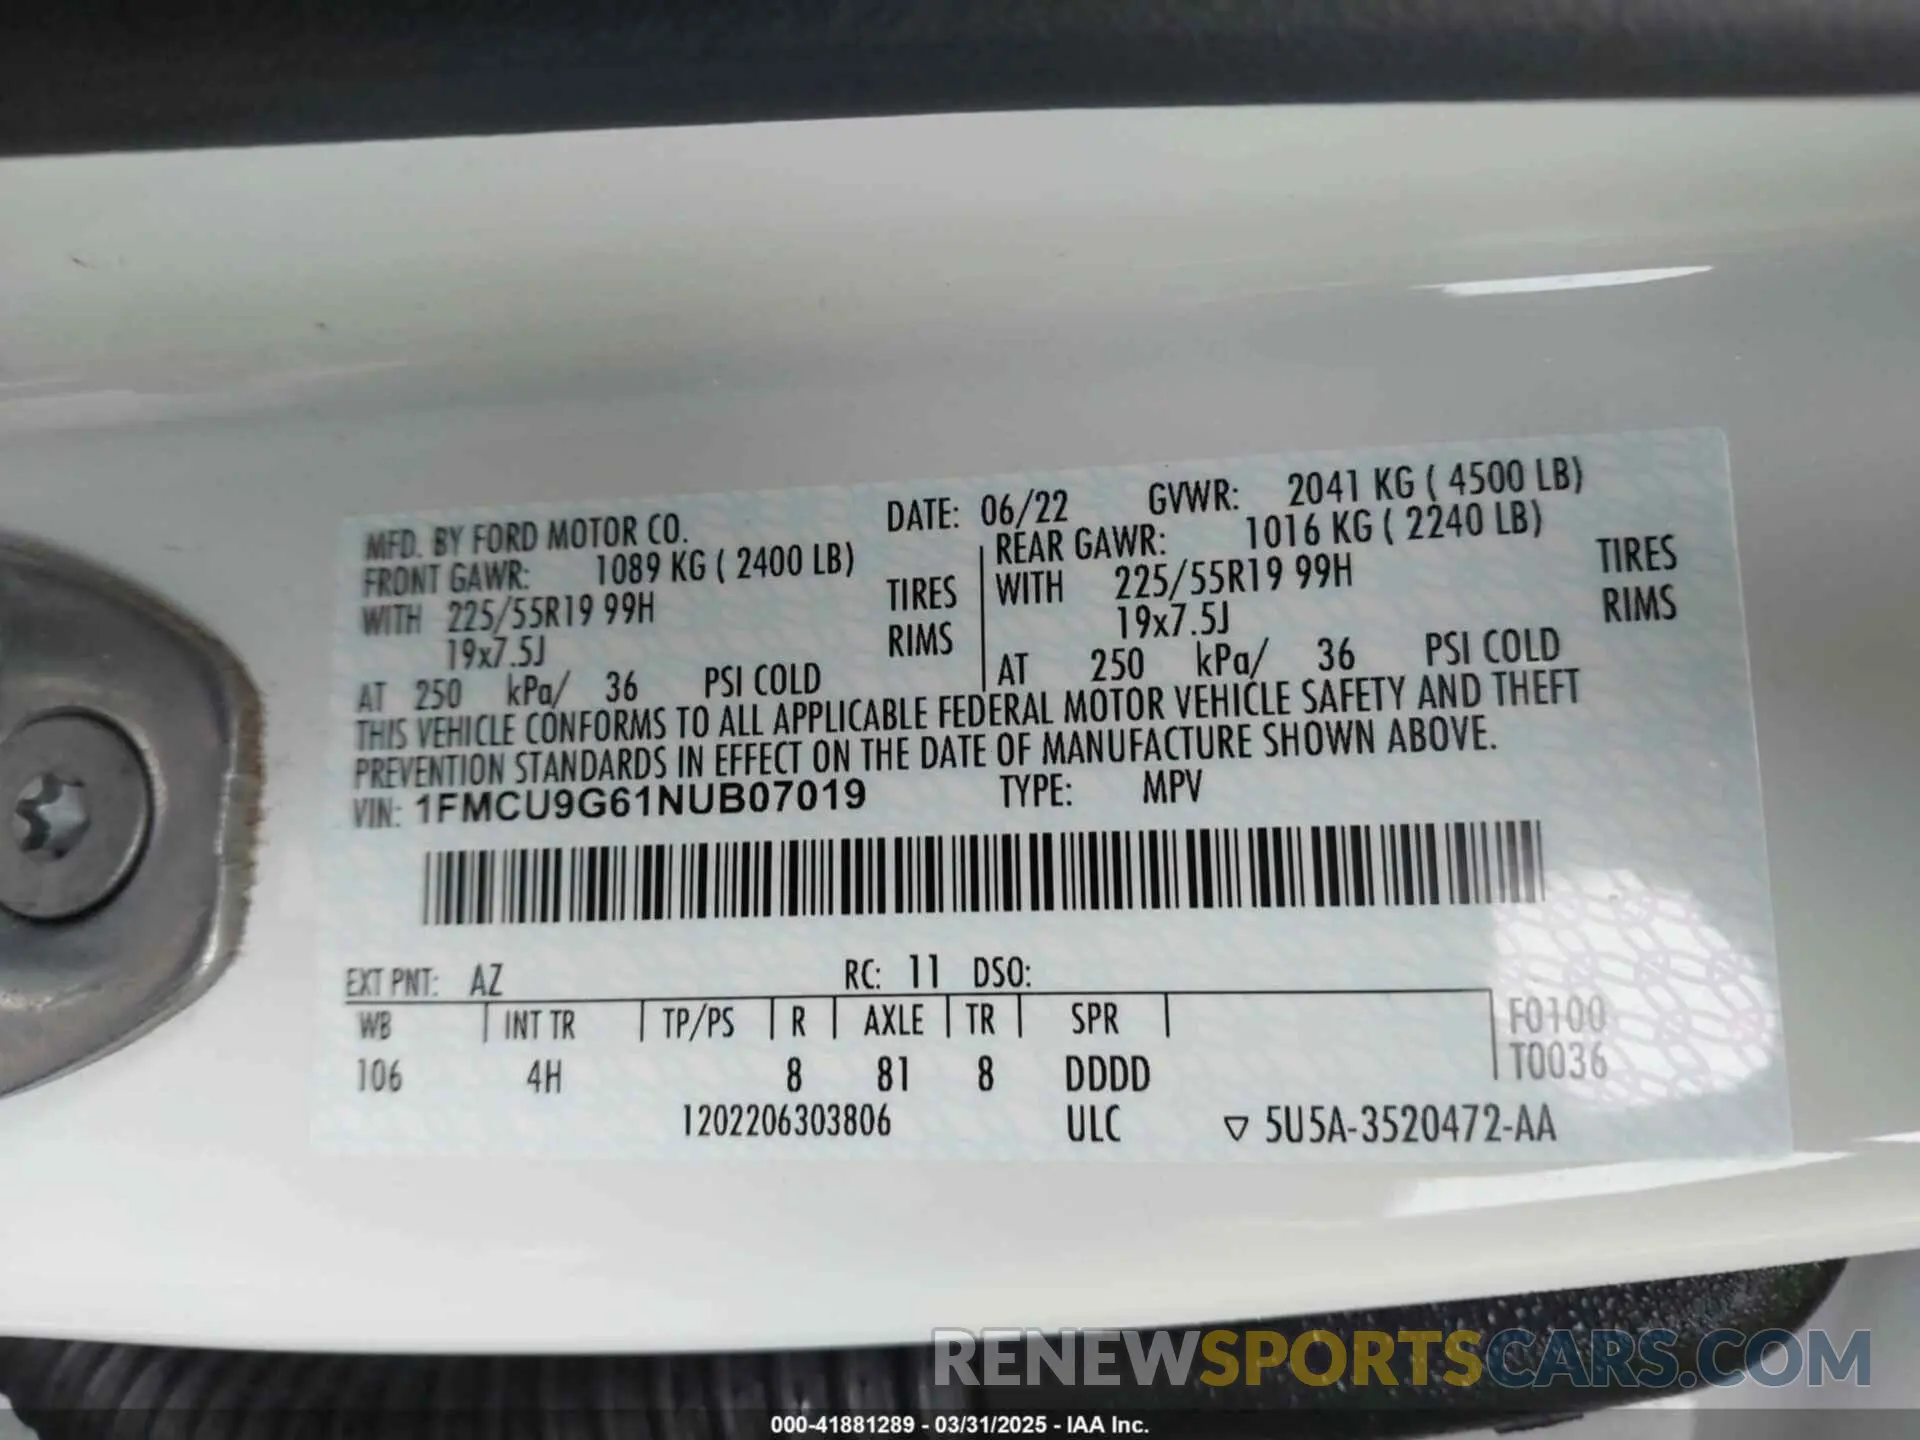 MFD. BY FORD MOTOR CO. DATE: 06/22 GVWR: 2041 KG ( 4500 LB)
FRONT GAWR: 1089 KG ( 2400 LB) REAR GAWR: 1016 KG ( 2240 LB)
WITH 225/55R19 99H TIRES WITH 225/55R19 99H TIRES
19x7.5J RIMS 19x7.5J RIMS
AT 250 kPa/ 36 PSI COLD AT 250 kPa/ 36 PSI COLD
THIS VEHICLE CONFORMS TO ALL APPLICABLE FEDERAL MOTOR VEHICLE SAFETY AND THEFT
PREVENTION STANDARDS IN EFFECT ON THE DATE OF MANUFACTURE SHOWN ABOVE.
VIN: 1FMCU9G61NUB07019 TYPE: MPV
EXT PNT: AZ RC: 11 DSO:
WB INT TR TP/PS R AXLE TR SPR F0100
106 4H 8 81 8 DDDD T0036
1202206303806 ULC ▽ 5U5A-3520472-AA
RENEWSPORTSCARS.COM
000-41881289 - 03/31/2025 - IAA Inc.